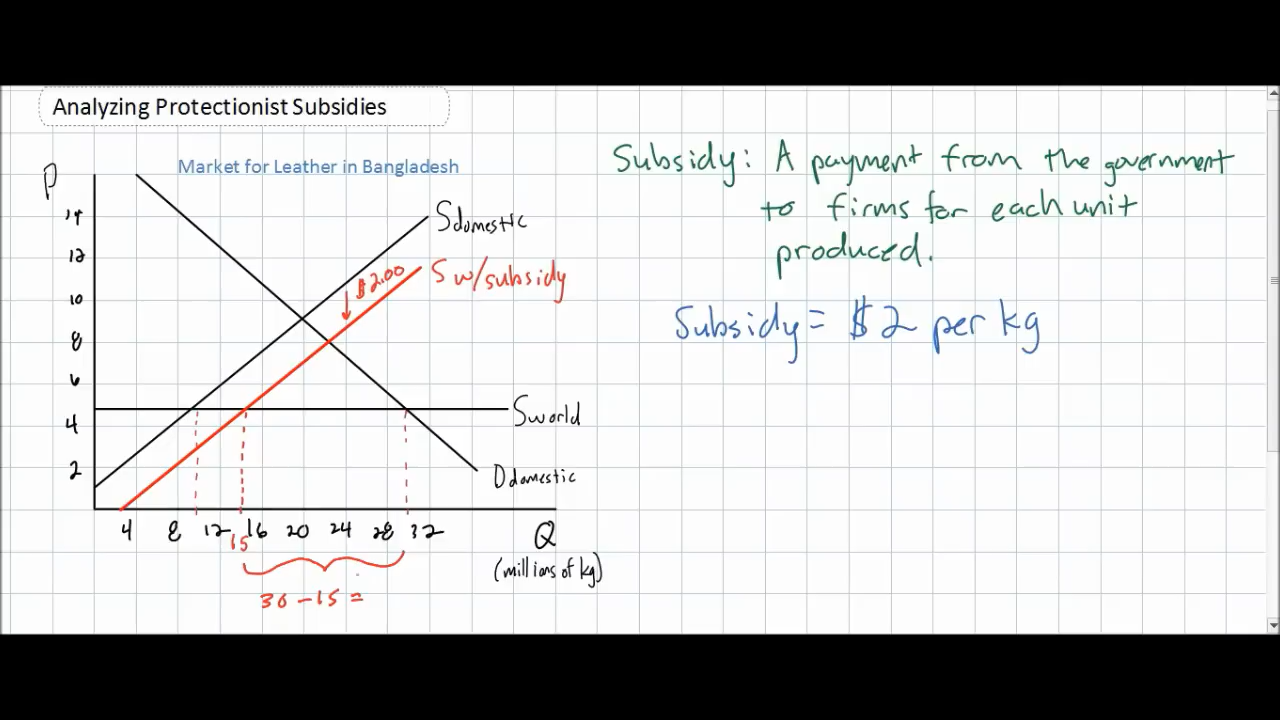 Analyzing Protectionist Subsidies
Market for Leather in Bangladesh
P
14
12
10
8
6
4
2
Sdomestic
$2.00
S w/subsidy
Sworld
Ddomestic
4 8 12 16 20 24 28 32
15
Q
(millions of kg)
30 - 15 =
Subsidy: A payment from the government
to firms for each unit
produced.
Subsidy = $2 per kg